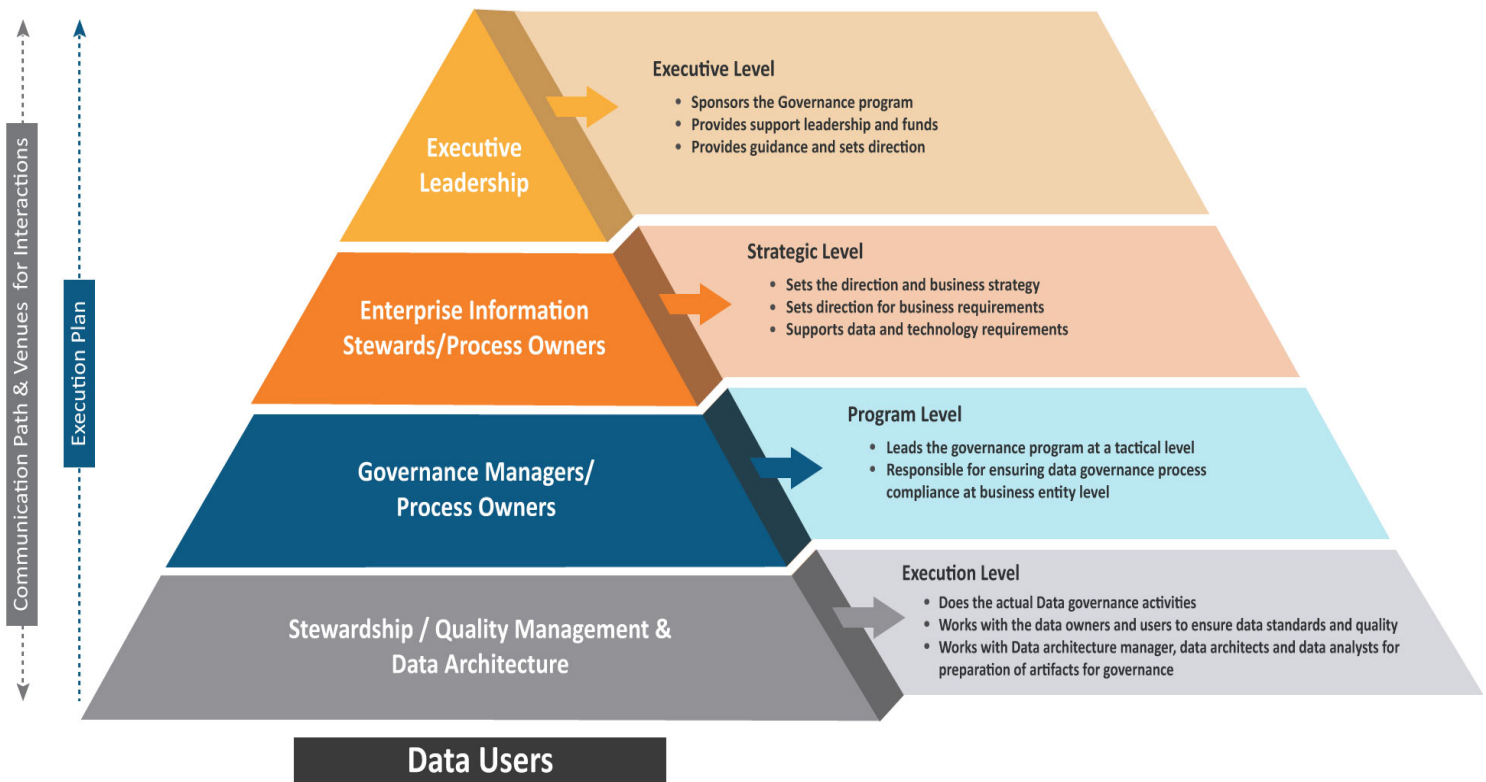 Communication Path & Venues for Interactions
Execution Plan
Executive
Leadership
Executive Level
• Sponsors the Governance program
• Provides support leadership and funds
• Provides guidance and sets direction
Enterprise Information
Stewards/Process Owners
Strategic Level
• Sets the direction and business strategy
• Sets direction for business requirements
• Supports data and technology requirements
Governance Managers/
Process Owners
Program Level
• Leads the governance program at a tactical level
• Responsible for ensuring data governance process
compliance at business entity level
Stewardship / Quality Management &
Data Architecture
Execution Level
• Does the actual Data governance activities
• Works with the data owners and users to ensure data standards and quality
• Works with Data architecture manager, data architects and data analysts for
preparation of artifacts for governance
Data Users